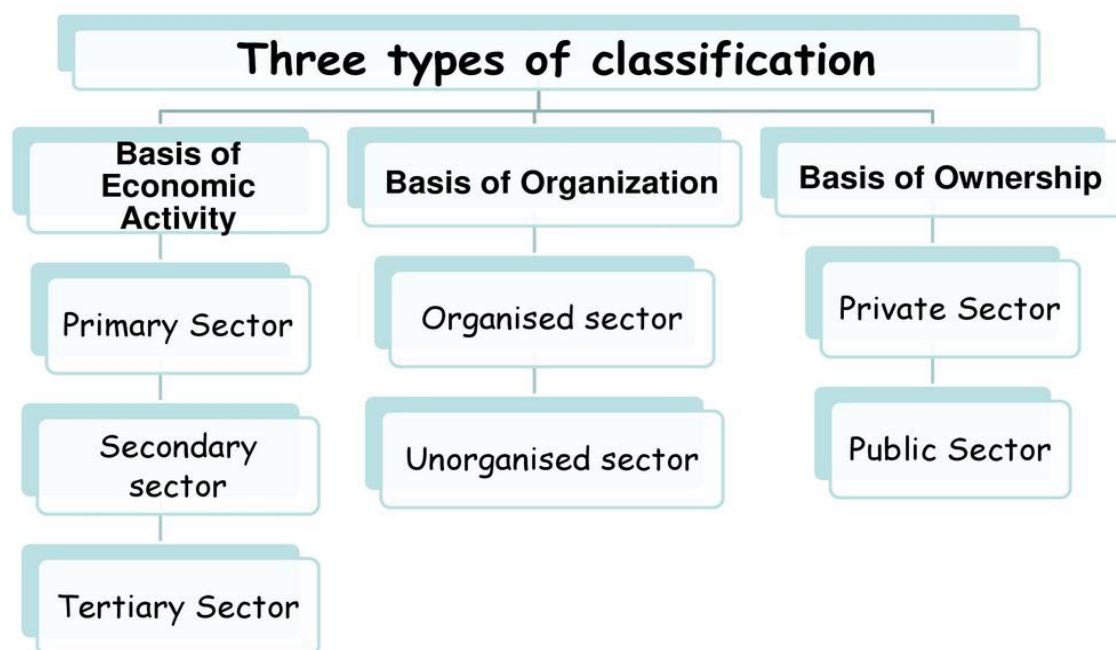 Three types of classification
Basis of
Economic
Activity
Primary Sector
Secondary
sector
Tertiary Sector
Basis of Organization
Organised sector
Unorganised sector
Basis of Ownership
Private Sector
Public Sector